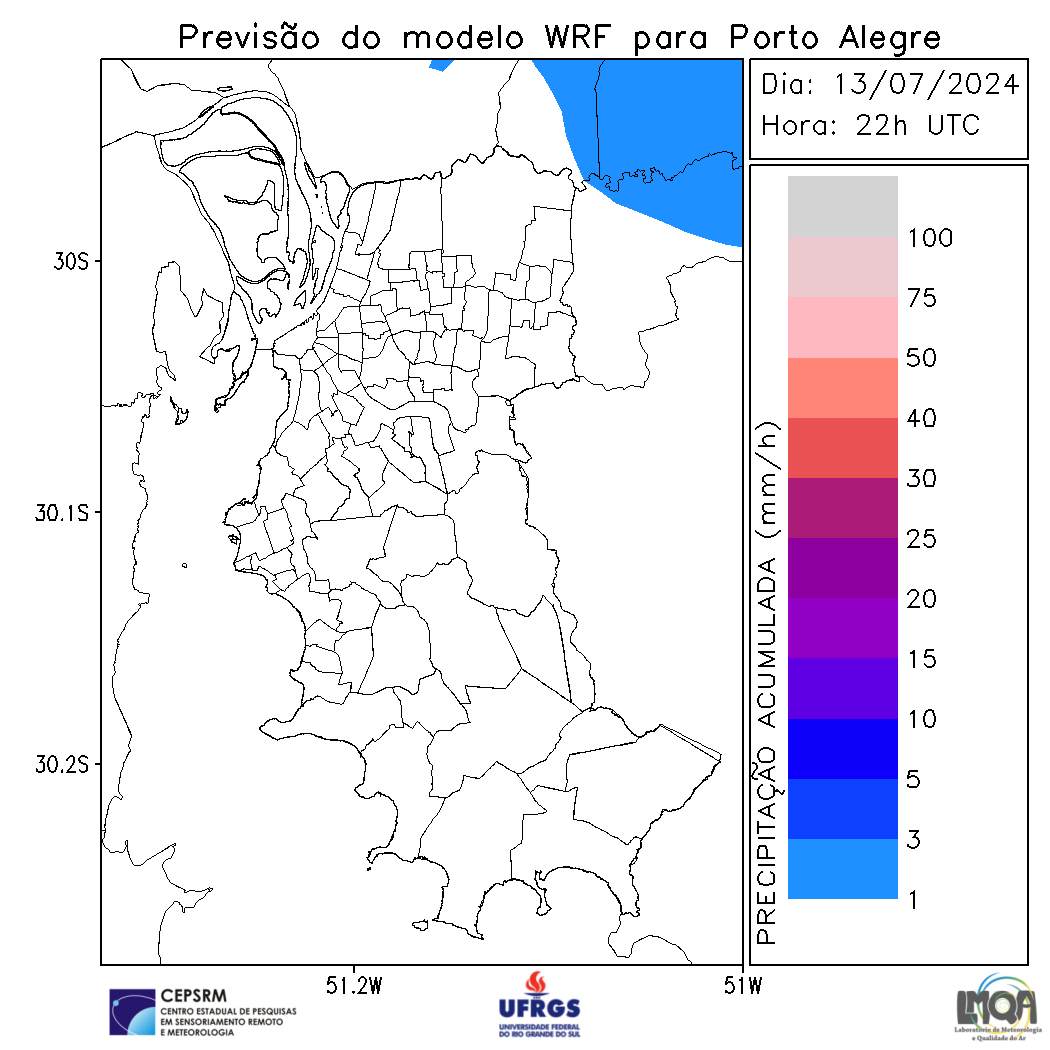 Previsão do modelo WRF para Porto Alegre
Dia: 13/07/2024
Hora: 22h UTC
30S
30.1S
30.2S
51.2W
51W
PRECIPITAÇÃO ACUMULADA (mm/h)
100
75
50
40
30
25
20
15
10
5
3
1
CEPSRM
CENTRO ESTADUAL DE PESQUISAS
EM SENSORIAMENTO REMOTO
E METEOROLOGIA
UFRGS
UNIVERSIDADE FEDERAL
DO RIO GRANDE DO SUL
LMQA
Laboratório de Meteorologia
e Qualidade do Ar